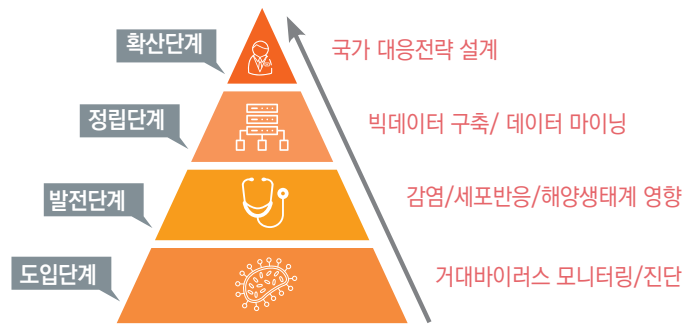 확산단계
국가 대응전략 설계
정립단계
빅데이터 구축/ 데이터 마이닝
발전단계
감염/세포반응/해양생태계 영향
도입단계
거대바이러스 모니터링/진단